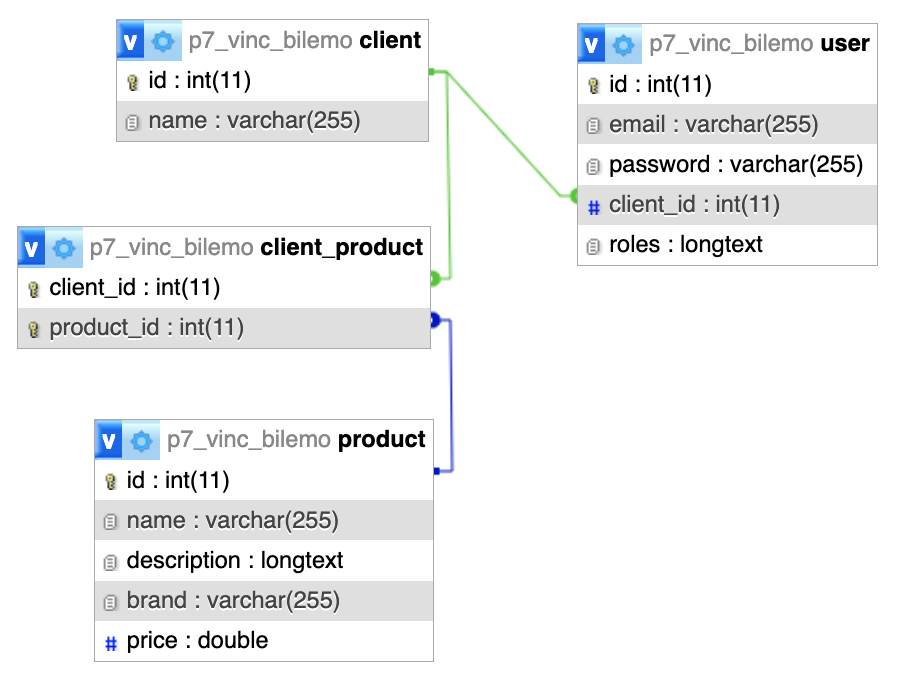 v p7_vinc_bilemo client
id : int(11)
name : varchar(255)
v p7_vinc_bilemo user
id : int(11)
email : varchar(255)
password : varchar(255)
# client_id : int(11)
roles : longtext
v p7_vinc_bilemo client_product
client_id : int(11)
product_id : int(11)
v p7_vinc_bilemo product
id : int(11)
name : varchar(255)
description : longtext
brand : varchar(255)
# price : double